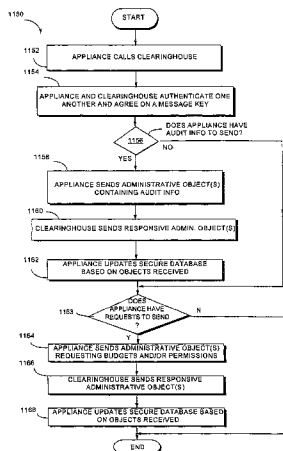 START
1150
1152
APPLIANCE CALLS CLEARINGHOUSE
1154
APPLIANCE AND CLEARINGHOUSE AUTHENTICATE ONE
ANOTHER AND AGREE ON A MESSAGE KEY
DOES APPLIANCE HAVE
AUDIT INFO TO SEND?
1156
NO
YES
1158
APPLIANCE SENDS ADMINISTRATIVE OBJECT(S)
CONTAINING AUDIT INFO
1160
CLEARINGHOUSE SENDS RESPONSIVE ADMIN. OBJECT(S)
1162
APPLIANCE UPDATES SECURE DATABASE
BASED ON OBJECTS RECEIVED
1163
DOES
APPLIANCE HAVE
REQUESTS TO SEND
?
N
Y
1164
APPLIANCE SENDS ADMINISTRATIVE OBJECT(S)
REQUESTING BUDGETS AND/OR PERMISSIONS
1166
CLEARINGHOUSE SENDS RESPONSIVE
ADMINISTRATIVE OBJECT(S)
1168
APPLIANCE UPDATES SECURE DATABASE BASED
ON OBJECTS RECEIVED
END